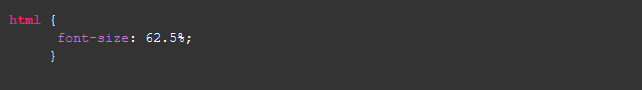 html {
font-size: 62.5%;
}